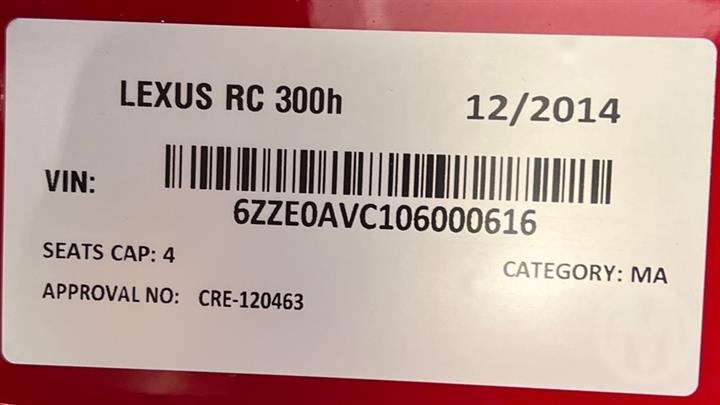 LEXUS RC 300h 12/2014
VIN:
6ZZE0AVC106000616
SEATS CAP: 4 CATEGORY: MA
APPROVAL NO: CRE-120463
M